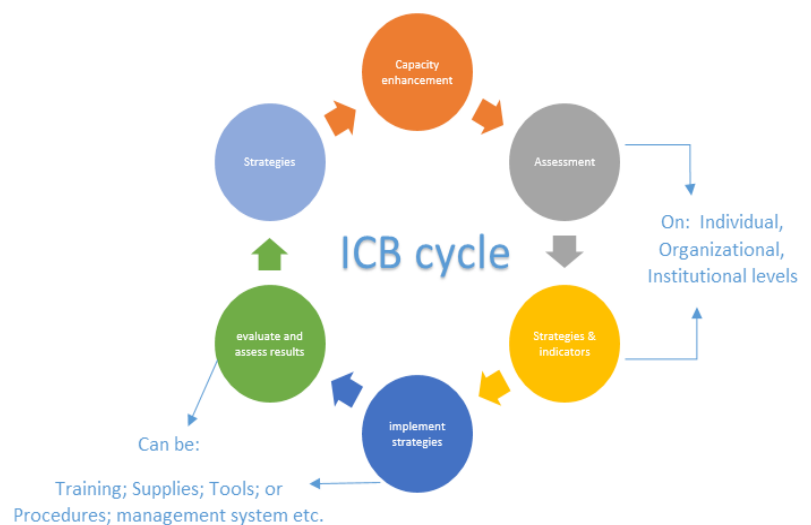 Capacity
enhancement
Strategies
Assessment
On:  Individual,
Organizational,
Institutional levels
ICB cycle
evaluate and
assess results
Strategies &
indicators
implement
strategies
Can be:
Training; Supplies; Tools; or
Procedures; management system etc.